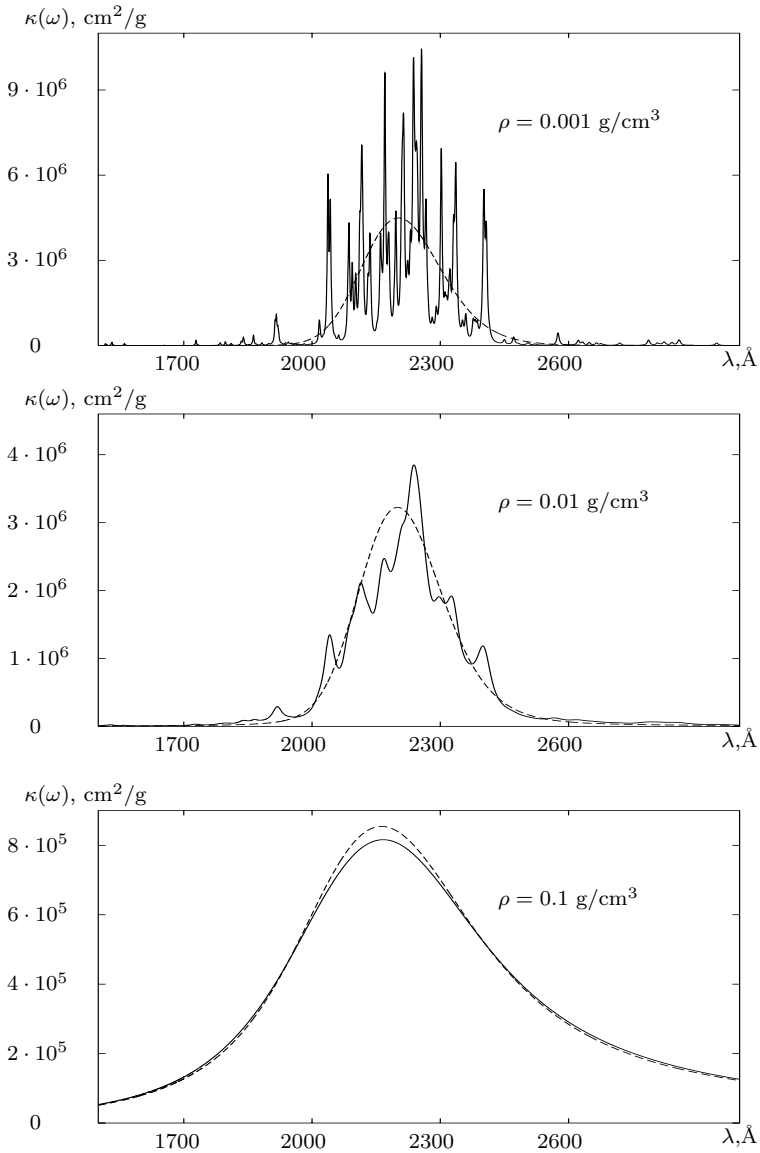 κ(ω), cm²/g
9 · 10⁶
ρ = 0.001 g/cm³
6 · 10⁶
3 · 10⁶
0
1700 2000 2300 2600 λ,Å
κ(ω), cm²/g
4 · 10⁶
ρ = 0.01 g/cm³
3 · 10⁶
2 · 10⁶
1 · 10⁶
0
1700 2000 2300 2600 λ,Å
κ(ω), cm²/g
8 · 10⁵
ρ = 0.1 g/cm³
6 · 10⁵
4 · 10⁵
2 · 10⁵
0
1700 2000 2300 2600 λ,Å